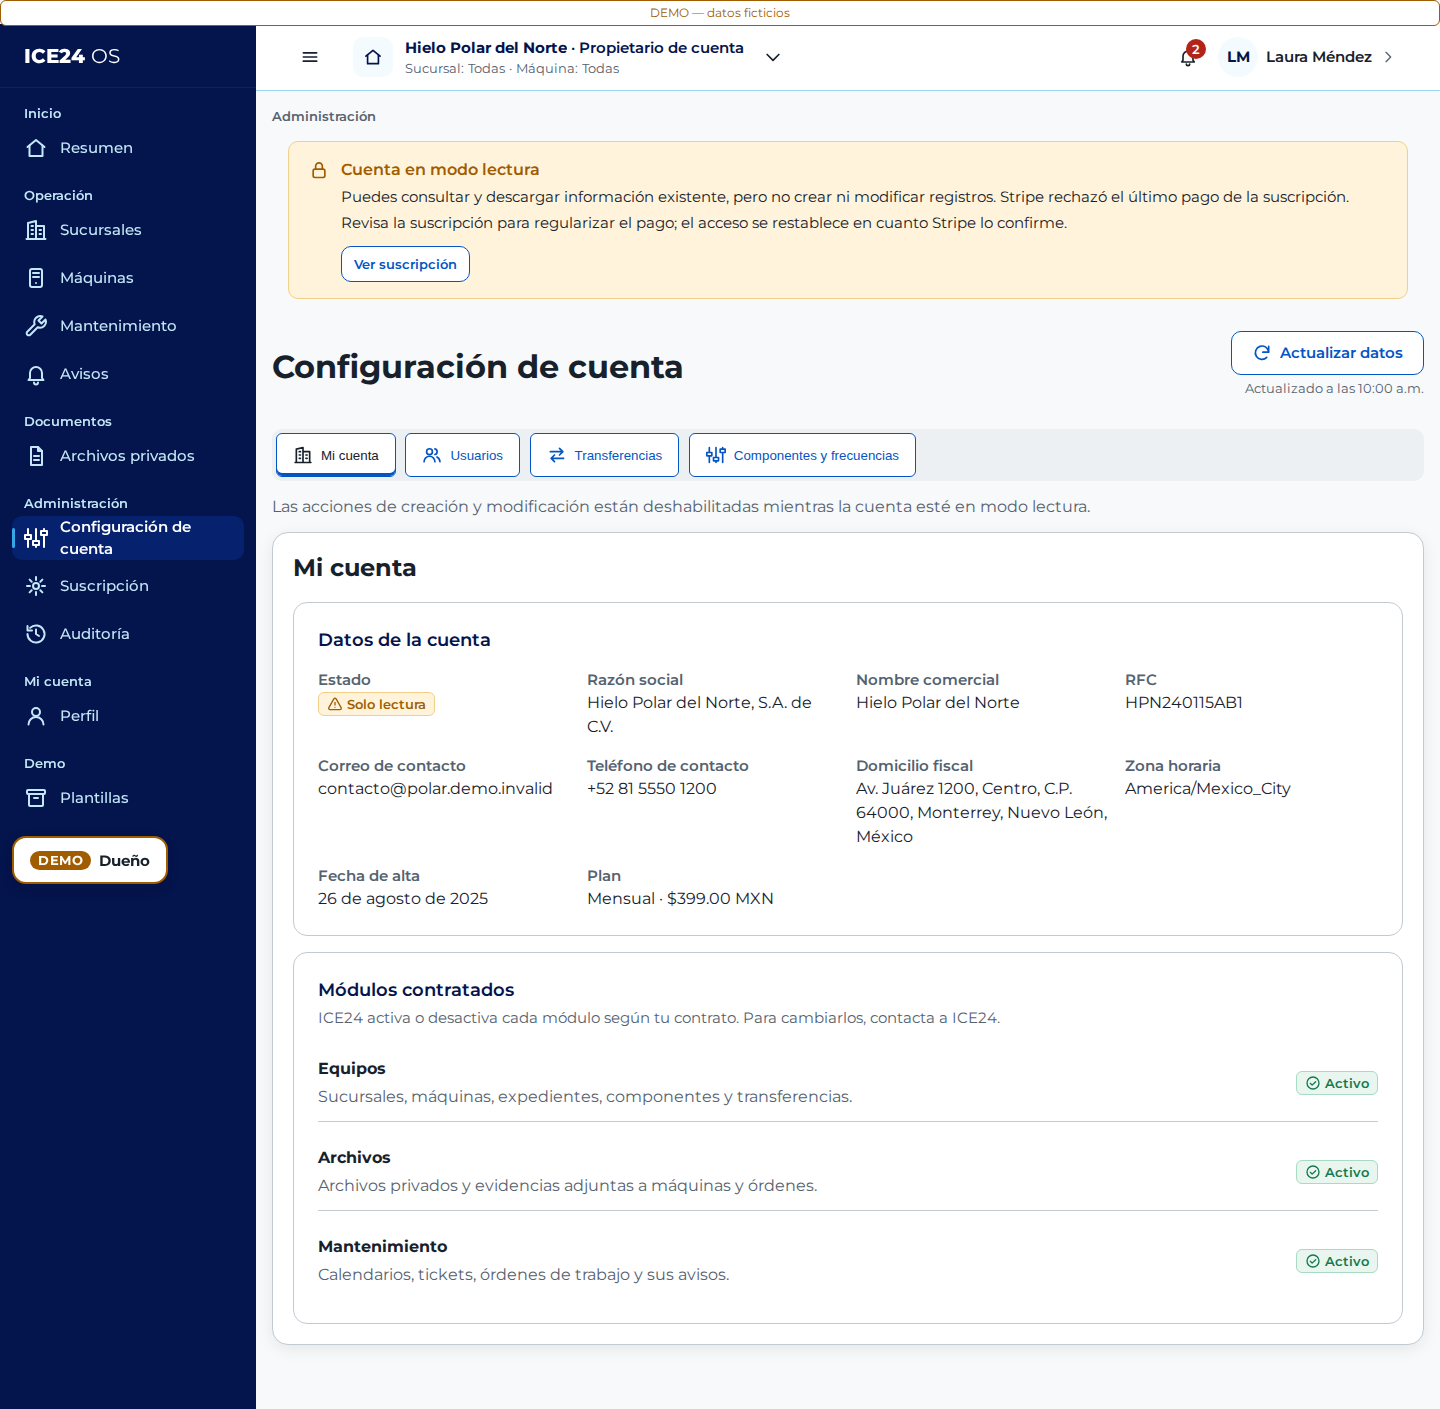 DEMO — datos ficticios
ICE24 OS
Inicio
Resumen
Operación
Sucursales
Máquinas
Mantenimiento
Avisos
Documentos
Archivos privados
Administración
Configuración de
cuenta
Suscripción
Auditoría
Mi cuenta
Perfil
Demo
Plantillas
DEMO Dueño
Hielo Polar del Norte · Propietario de cuenta
Sucursal: Todas · Máquina: Todas
2
LM Laura Méndez
Administración
Cuenta en modo lectura
Puedes consultar y descargar información existente, pero no crear ni modificar registros. Stripe rechazó el último pago de la suscripción.
Revisa la suscripción para regularizar el pago; el acceso se restablece en cuanto Stripe lo confirme.
Ver suscripción
Configuración de cuenta
Actualizar datos
Actualizado a las 10:00 a.m.
Mi cuenta
Usuarios
Transferencias
Componentes y frecuencias
Las acciones de creación y modificación están deshabilitadas mientras la cuenta esté en modo lectura.
Mi cuenta
Datos de la cuenta
Estado
Solo lectura
Razón social
Hielo Polar del Norte, S.A. de
C.V.
Nombre comercial
Hielo Polar del Norte
RFC
HPN240115AB1
Correo de contacto
contacto@polar.demo.invalid
Teléfono de contacto
+52 81 5550 1200
Domicilio fiscal
Av. Juárez 1200, Centro, C.P.
64000, Monterrey, Nuevo León,
México
Zona horaria
America/Mexico_City
Fecha de alta
26 de agosto de 2025
Plan
Mensual · $399.00 MXN
Módulos contratados
ICE24 activa o desactiva cada módulo según tu contrato. Para cambiarlos, contacta a ICE24.
Equipos
Sucursales, máquinas, expedientes, componentes y transferencias.
Activo
Archivos
Archivos privados y evidencias adjuntas a máquinas y órdenes.
Activo
Mantenimiento
Calendarios, tickets, órdenes de trabajo y sus avisos.
Activo